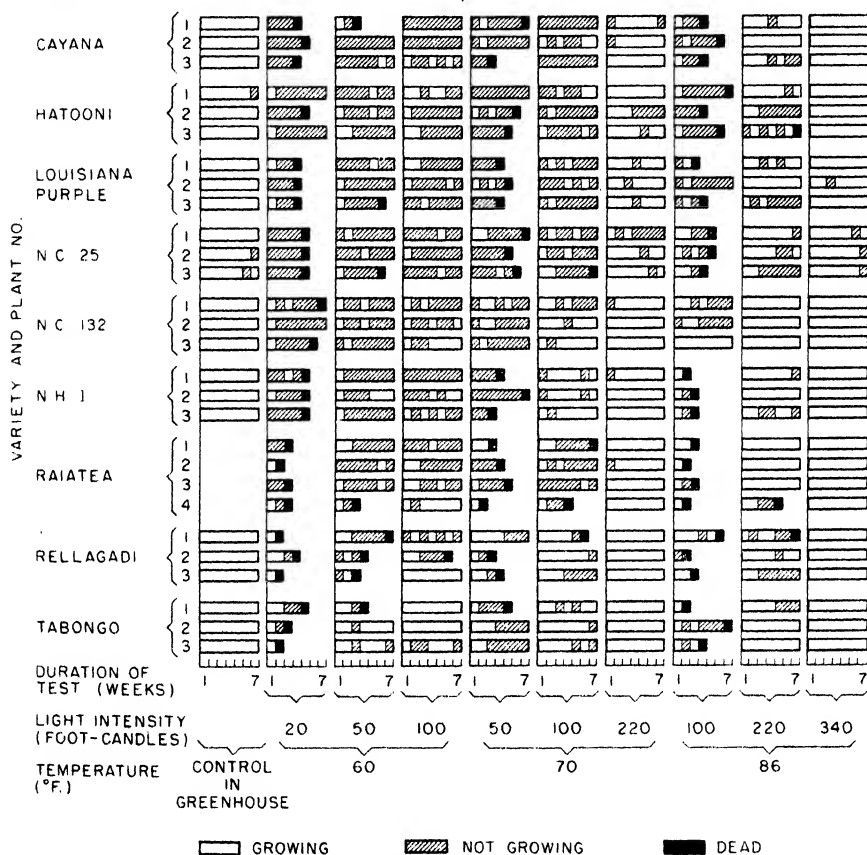 VARIETY AND PLANT NO.
CAYANA
1
2
3
HATOONI
1
2
3
LOUISIANA
PURPLE
1
2
3
N C 25
1
2
3
N C 132
1
2
3
N H 1
1
2
3
RAIATEA
1
2
3
4
RELLAGADI
1
2
3
TABONGO
1
2
3
DURATION OF
TEST (WEEKS)
1 7 1 7 1 7 1 7 1 7 1 7 1 7 1 7 1 7 1 7
LIGHT INTENSITY
(FOOT-CANDLES)
20 50 100 50 100 220 100 220 340
TEMPERATURE
(°F.)
CONTROL
IN
GREENHOUSE
60 70 86
GROWING NOT GROWING DEAD